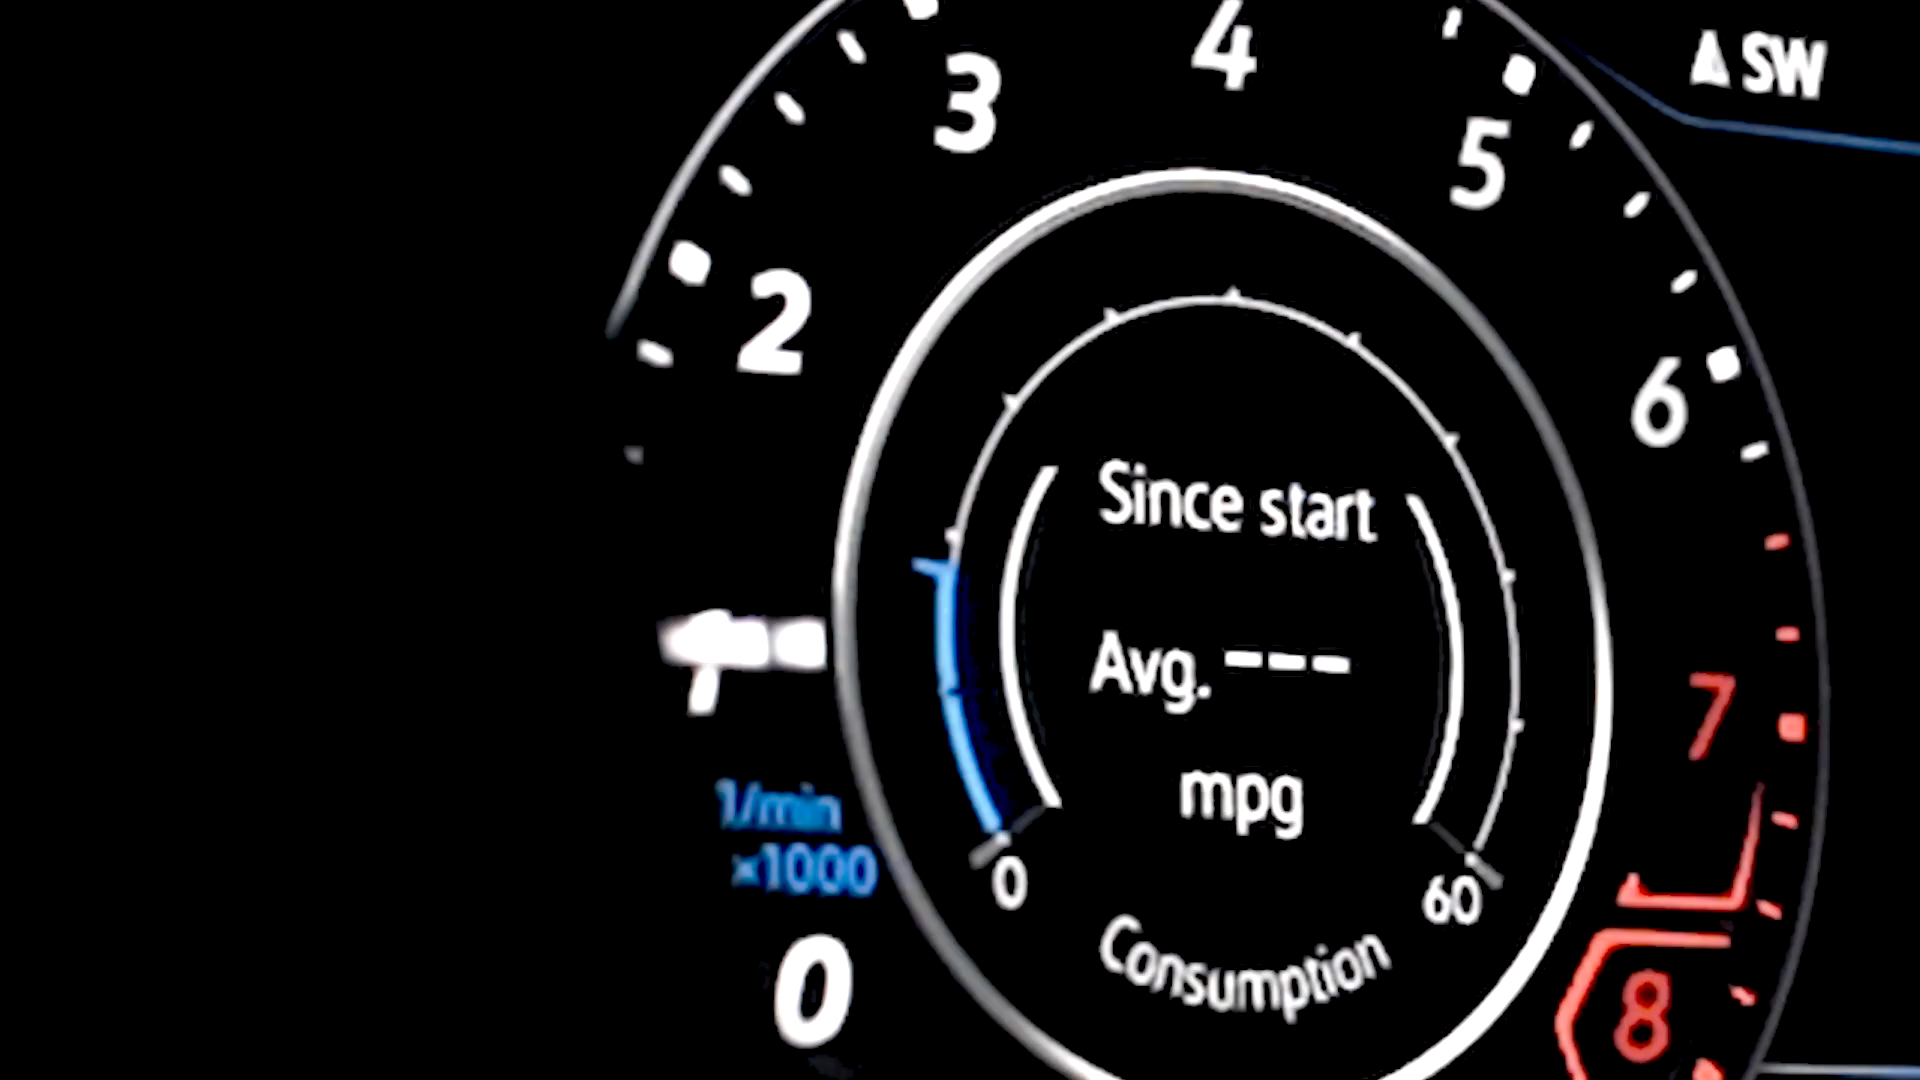 4
SW
3
5
2
6
Since start
Avg. ---
mpg
7
1/min
×1000
0
60
Consumption
0
8